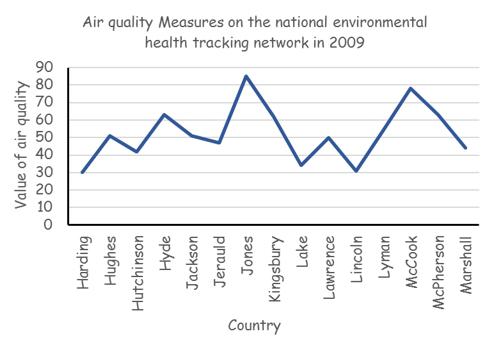 Air quality Measures on the national environmental
health tracking network in 2009
Value of air quality
90
80
70
60
50
40
30
20
10
0
Harding
Hughes
Hutchinson
Hyde
Jackson
Jerauld
Jones
Kingsbury
Lake
Lawrence
Lincoln
Lyman
McCook
McPherson
Marshall
Country